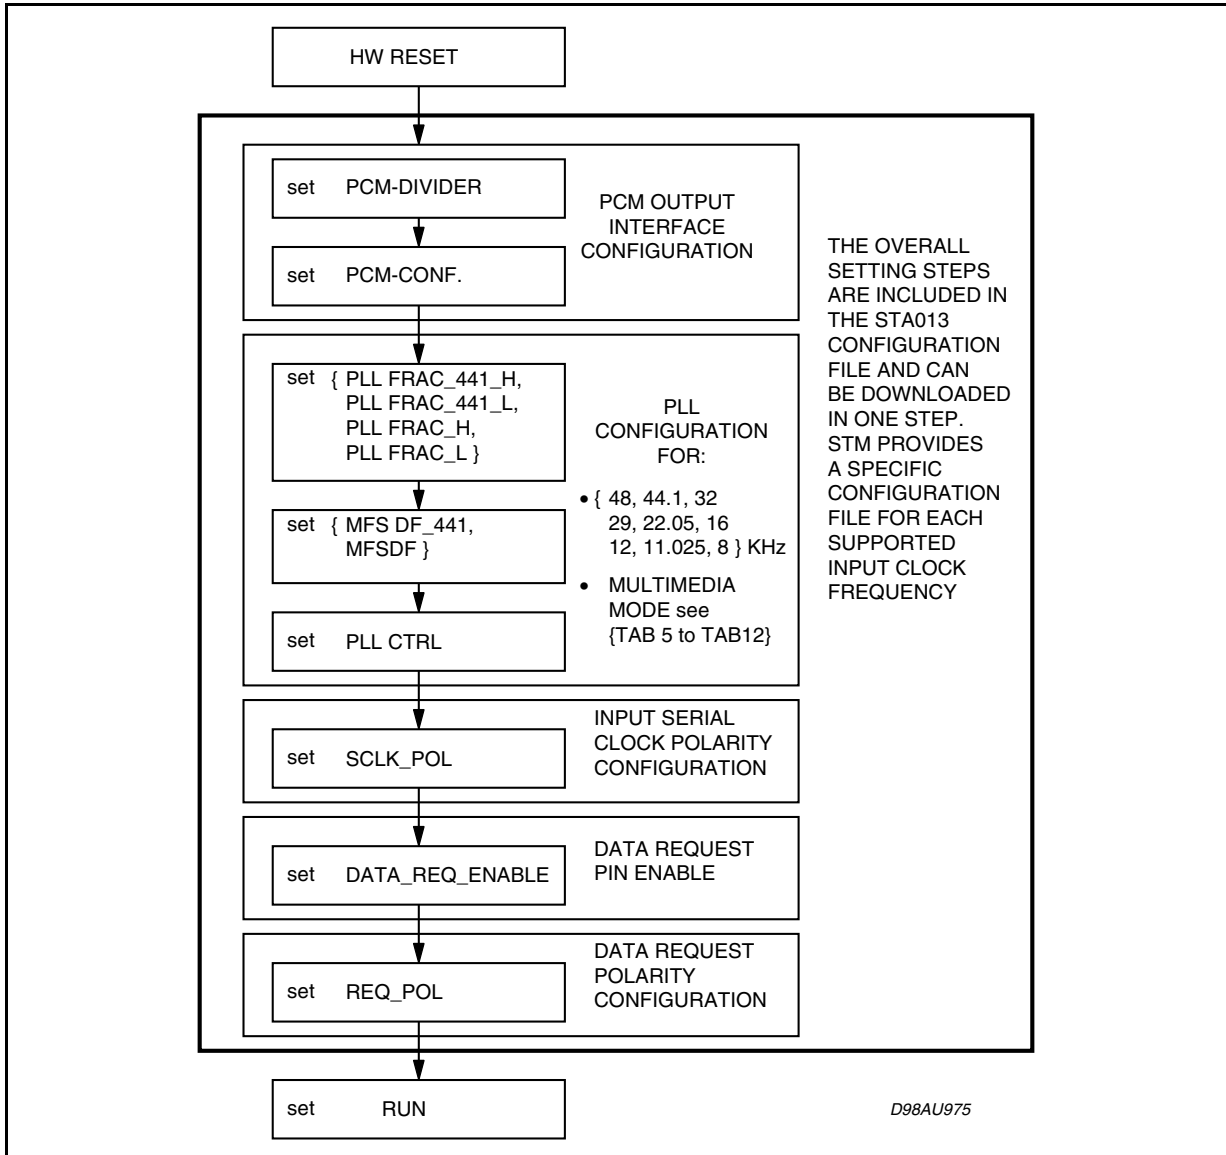 HW RESET
set PCM-DIVIDER
set PCM-CONF.
PCM OUTPUT
INTERFACE
CONFIGURATION
set { PLL FRAC_441_H,
PLL FRAC_441_L,
PLL FRAC_H,
PLL FRAC_L }
set { MFS DF_441,
MFSDF }
set PLL CTRL
PLL
CONFIGURATION
FOR:
• { 48, 44.1, 32
29, 22.05, 16
12, 11.025, 8 } KHz
• MULTIMEDIA
MODE see
{TAB 5 to TAB12}
set SCLK_POL
INPUT SERIAL
CLOCK POLARITY
CONFIGURATION
set DATA_REQ_ENABLE
DATA REQUEST
PIN ENABLE
set REQ_POL
DATA REQUEST
POLARITY
CONFIGURATION
THE OVERALL
SETTING STEPS
ARE INCLUDED IN
THE STA013
CONFIGURATION
FILE AND CAN
BE DOWNLOADED
IN ONE STEP.
STM PROVIDES
A SPECIFIC
CONFIGURATION
FILE FOR EACH
SUPPORTED
INPUT CLOCK
FREQUENCY
set RUN
D98AU975